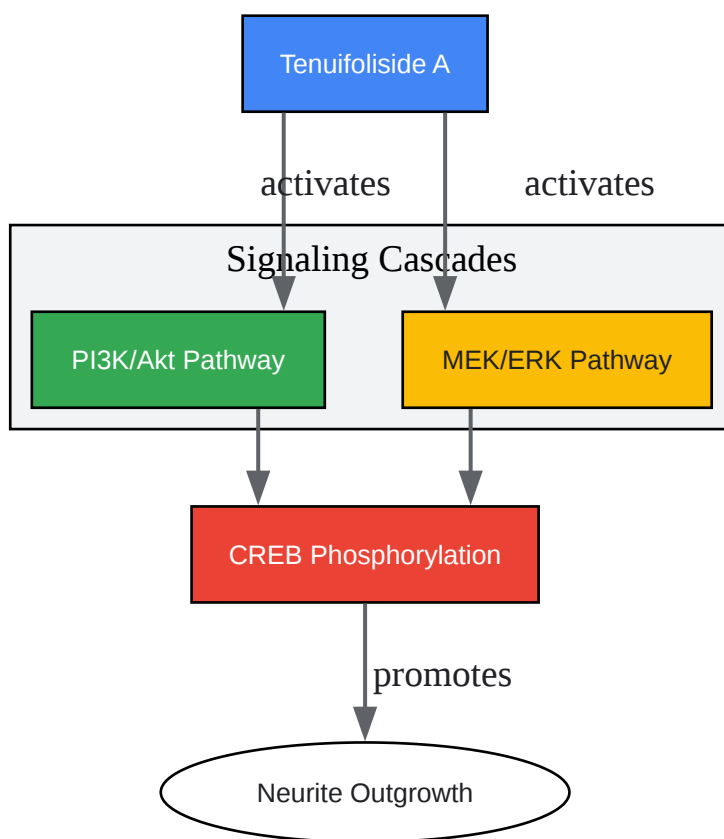 Tenuifoliside A
activates
activates
Signaling Cascades
PI3K/Akt Pathway
MEK/ERK Pathway
CREB Phosphorylation
promotes
Neurite Outgrowth